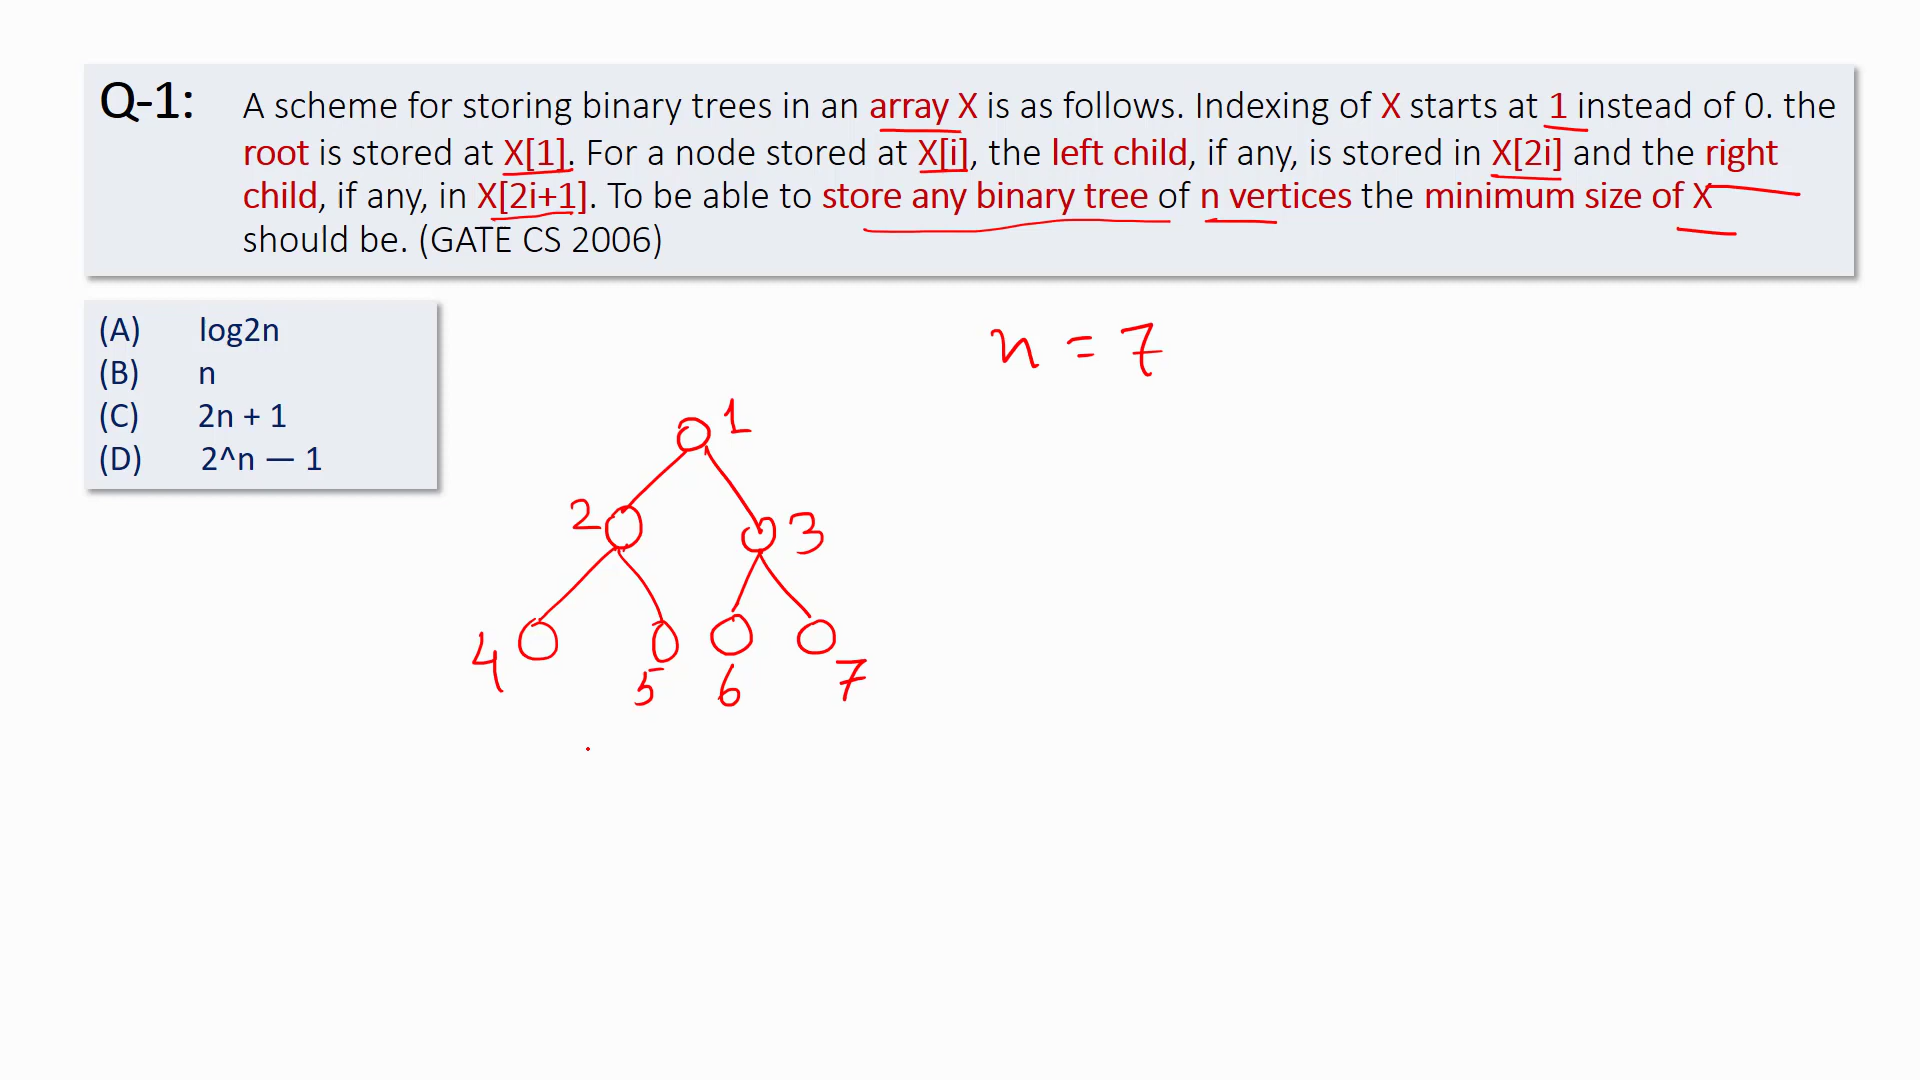 Q-1: A scheme for storing binary trees in an array X is as follows. Indexing of X starts at 1 instead of 0. the
root is stored at X[1]. For a node stored at X[i], the left child, if any, is stored in X[2i] and the right
child, if any, in X[2i+1]. To be able to store any binary tree of n vertices the minimum size of X
should be. (GATE CS 2006)
(A) log2n
(B) n
(C) 2n + 1
(D) 2^n — 1
n = 7
1
2 3
4 5 6 7